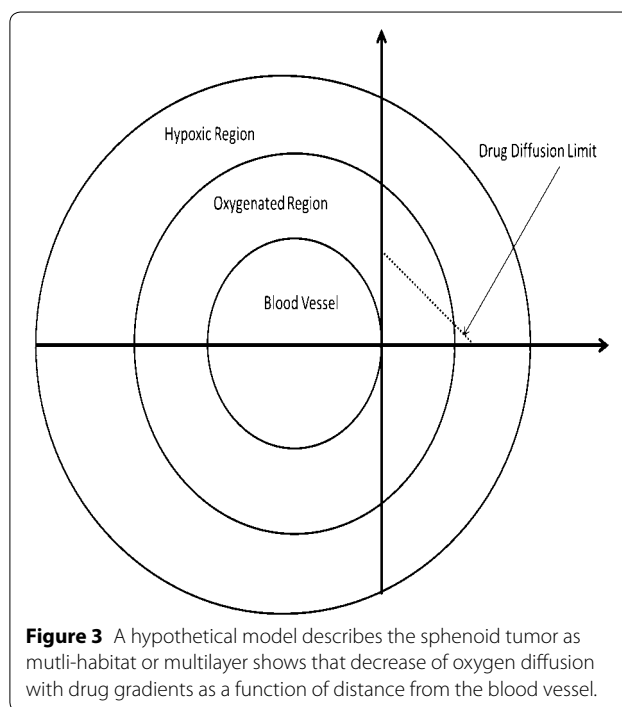 Hypoxic Region
Drug Diffusion Limit
Oxygenated Region
Blood Vessel
Figure 3 A hypothetical model describes the sphenoid tumor as
mutli-habitat or multilayer shows that decrease of oxygen diffusion
with drug gradients as a function of distance from the blood vessel.